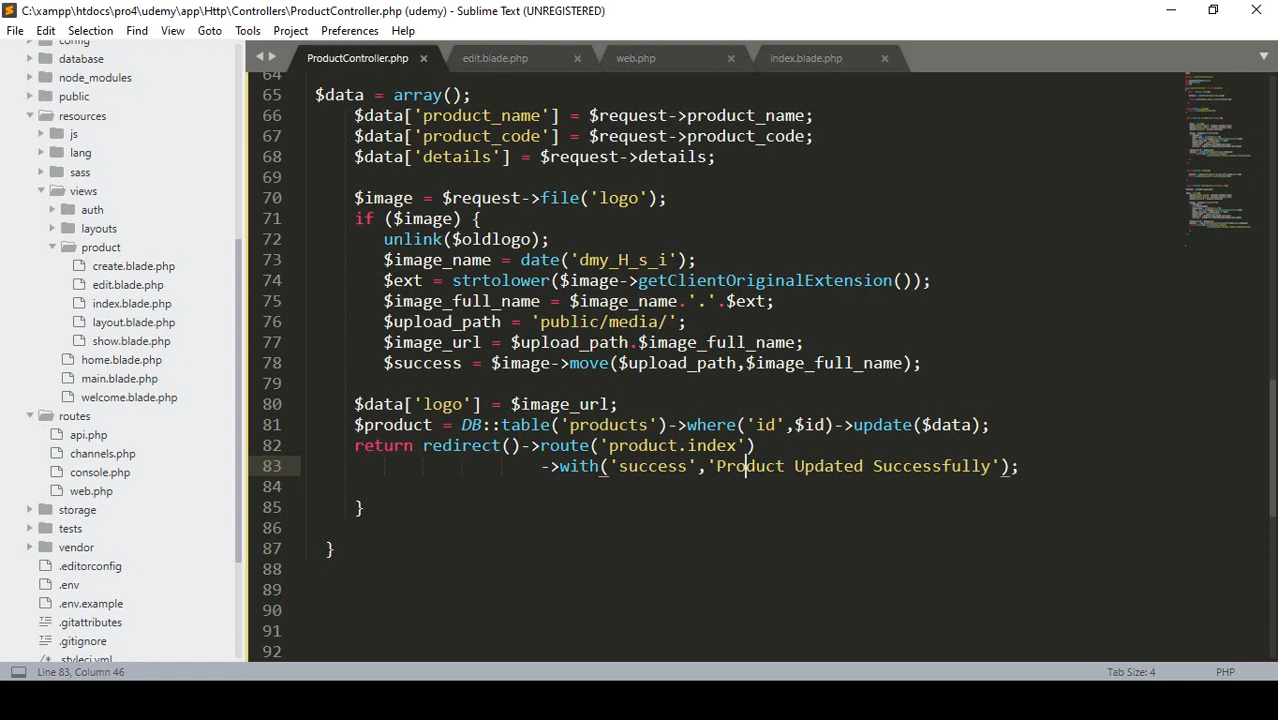 C:\xampp\htdocs\pro4\udemy\app\Http\Controllers\ProductController.php (udemy) - Sublime Text (UNREGISTERED)
File Edit Selection Find View Goto Tools Project Preferences Help
ProductController.php edit.blade.php web.php index.blade.php
config
database
node_modules
public
resources
js
lang
sass
views
auth
layouts
product
create.blade.php
edit.blade.php
index.blade.php
layout.blade.php
show.blade.php
home.blade.php
main.blade.php
welcome.blade.php
routes
api.php
channels.php
console.php
web.php
storage
tests
vendor
.editorconfig
.env
.env.example
.gitattributes
.gitignore
.styleci.yml
64
65 $data = array();
66 $data['product_name'] = $request->product_name;
67 $data['product_code'] = $request->product_code;
68 $data['details'] = $request->details;
69
70 $image = $request->file('logo');
71 if ($image) {
72 unlink($oldlogo);
73 $image_name = date('dmy_H_s_i');
74 $ext = strtolower($image->getClientOriginalExtension());
75 $image_full_name = $image_name.'.'.$ext;
76 $upload_path = 'public/media/';
77 $image_url = $upload_path.$image_full_name;
78 $success = $image->move($upload_path,$image_full_name);
79
80 $data['logo'] = $image_url;
81 $product = DB::table('products')->where('id',$id)->update($data);
82 return redirect()->route('product.index')
83 ->with('success','Product Updated Successfully');
84
85 }
86
87 }
88
89
90
91
92
Line 83, Column 46 Tab Size: 4 PHP